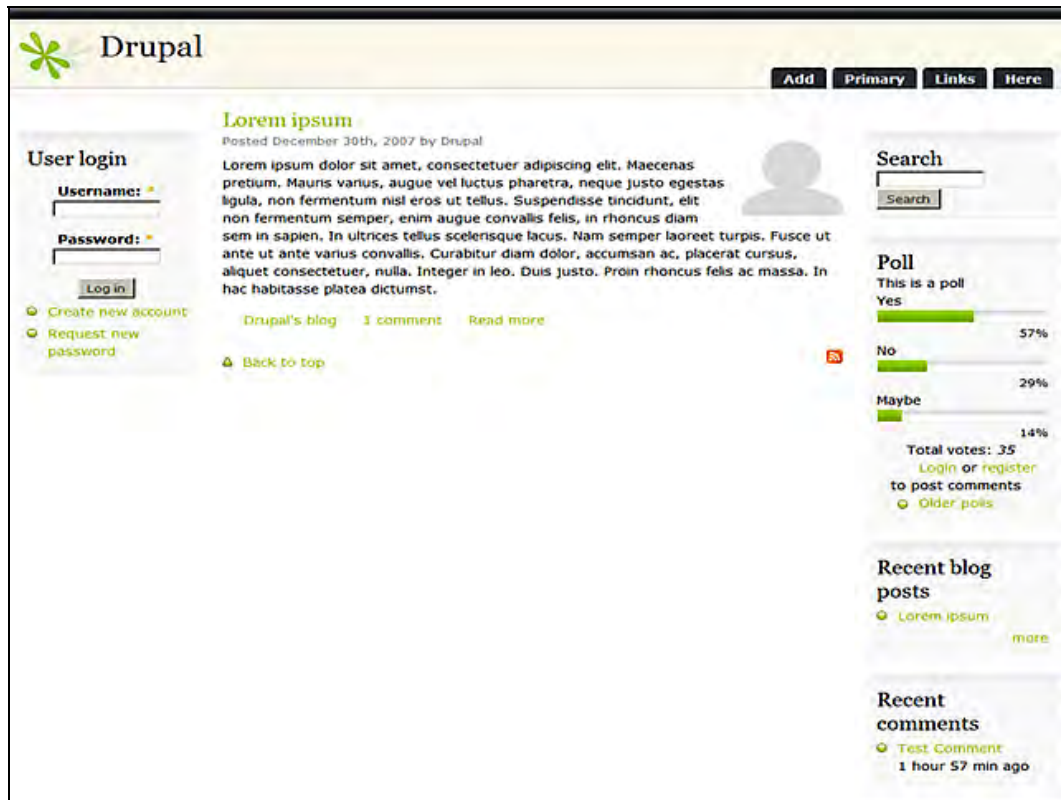 Drupal
Add Primary Links Here
User login
Username: *
Password: *
Log in
Create new account
Request new
password
Lorem ipsum
Posted December 30th, 2007 by Drupal
Lorem ipsum dolor sit amet, consectetuer adipiscing elit. Maecenas
pretium. Mauris varius, augue vel luctus pharetra, neque justo egestas
ligula, non fermentum nisl eros ut tellus. Suspendisse tincidunt, elit
non fermentum semper, enim augue convallis felis, in rhoncus diam
sem in sapien. In ultrices tellus scelerisque lacus. Nam semper laoreet turpis. Fusce ut
ante ut ante varius convallis. Curabitur diam dolor, accumsan ac, placerat cursus,
aliquet consectetuer, nulla. Integer in leo. Duis justo. Proin rhoncus felis ac massa. In
hac habitasse platea dictumst.
Drupal's blog 1 comment Read more
Back to top
Search
Search
Poll
This is a poll
Yes
57%
No
29%
Maybe
14%
Total votes: 35
Login or register
to post comments
Older polls
Recent blog
posts
Lorem ipsum
more
Recent
comments
Test Comment
1 hour 57 min ago